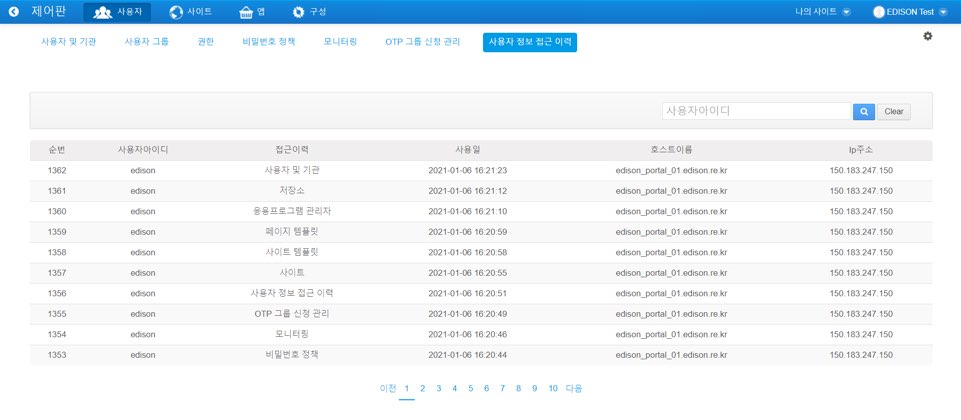 제어판 사용자 사이트 앱 구성 나의 사이트 EDISON Test
사용자 및 기관 사용자 그룹 권한 비밀번호 정책 모니터링 OTP 그룹 신청 관리 사용자 정보 접근 이력
사용자아이디 Clear
순번 사용자아이디 접근이력 사용일 호스트이름 Ip주소
1362 edison 사용자 및 기관 2021-01-06 16:21:23 edison_portal_01.edison.re.kr 150.183.247.150
1361 edison 저장소 2021-01-06 16:21:12 edison_portal_01.edison.re.kr 150.183.247.150
1360 edison 응용프로그램 관리자 2021-01-06 16:21:10 edison_portal_01.edison.re.kr 150.183.247.150
1359 edison 페이지 템플릿 2021-01-06 16:20:59 edison_portal_01.edison.re.kr 150.183.247.150
1358 edison 사이트 템플릿 2021-01-06 16:20:58 edison_portal_01.edison.re.kr 150.183.247.150
1357 edison 사이트 2021-01-06 16:20:55 edison_portal_01.edison.re.kr 150.183.247.150
1356 edison 사용자 정보 접근 이력 2021-01-06 16:20:51 edison_portal_01.edison.re.kr 150.183.247.150
1355 edison OTP 그룹 신청 관리 2021-01-06 16:20:49 edison_portal_01.edison.re.kr 150.183.247.150
1354 edison 모니터링 2021-01-06 16:20:46 edison_portal_01.edison.re.kr 150.183.247.150
1353 edison 비밀번호 정책 2021-01-06 16:20:44 edison_portal_01.edison.re.kr 150.183.247.150
이전 1 2 3 4 5 6 7 8 9 10 다음